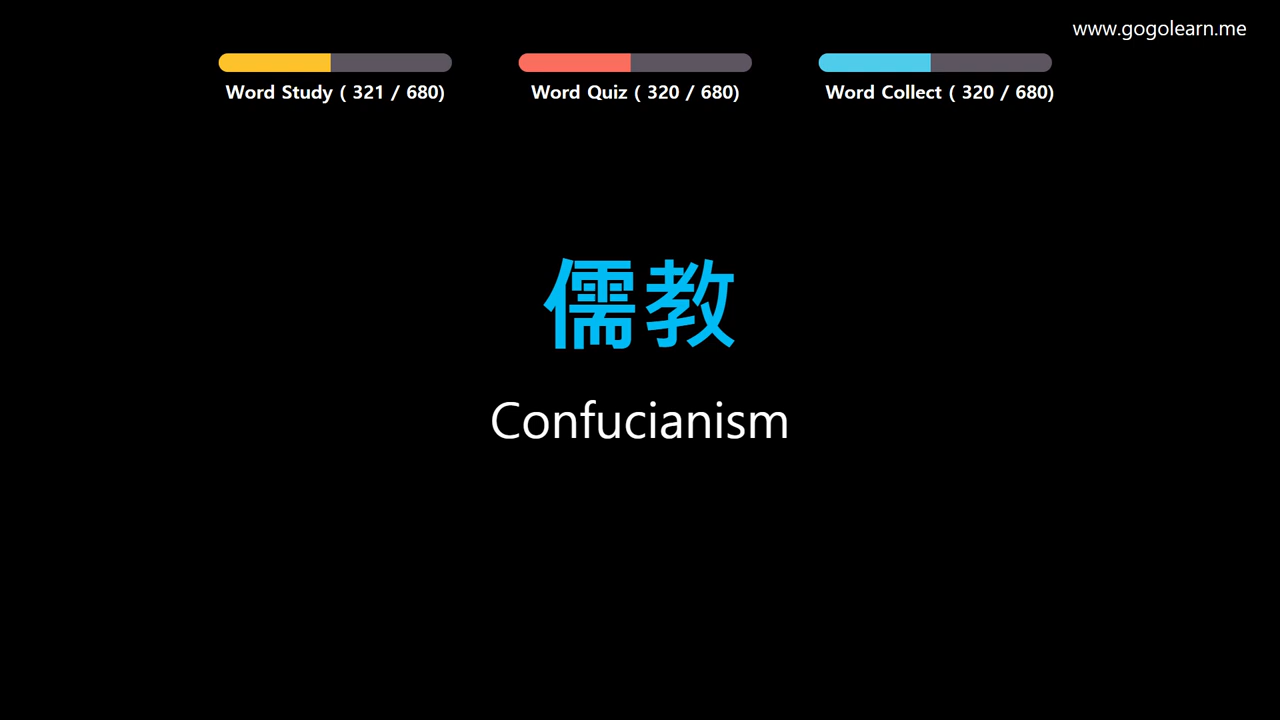 www.gogolearn.me
Word Study ( 321 / 680)
Word Quiz ( 320 / 680)
Word Collect ( 320 / 680)
儒教
Confucianism